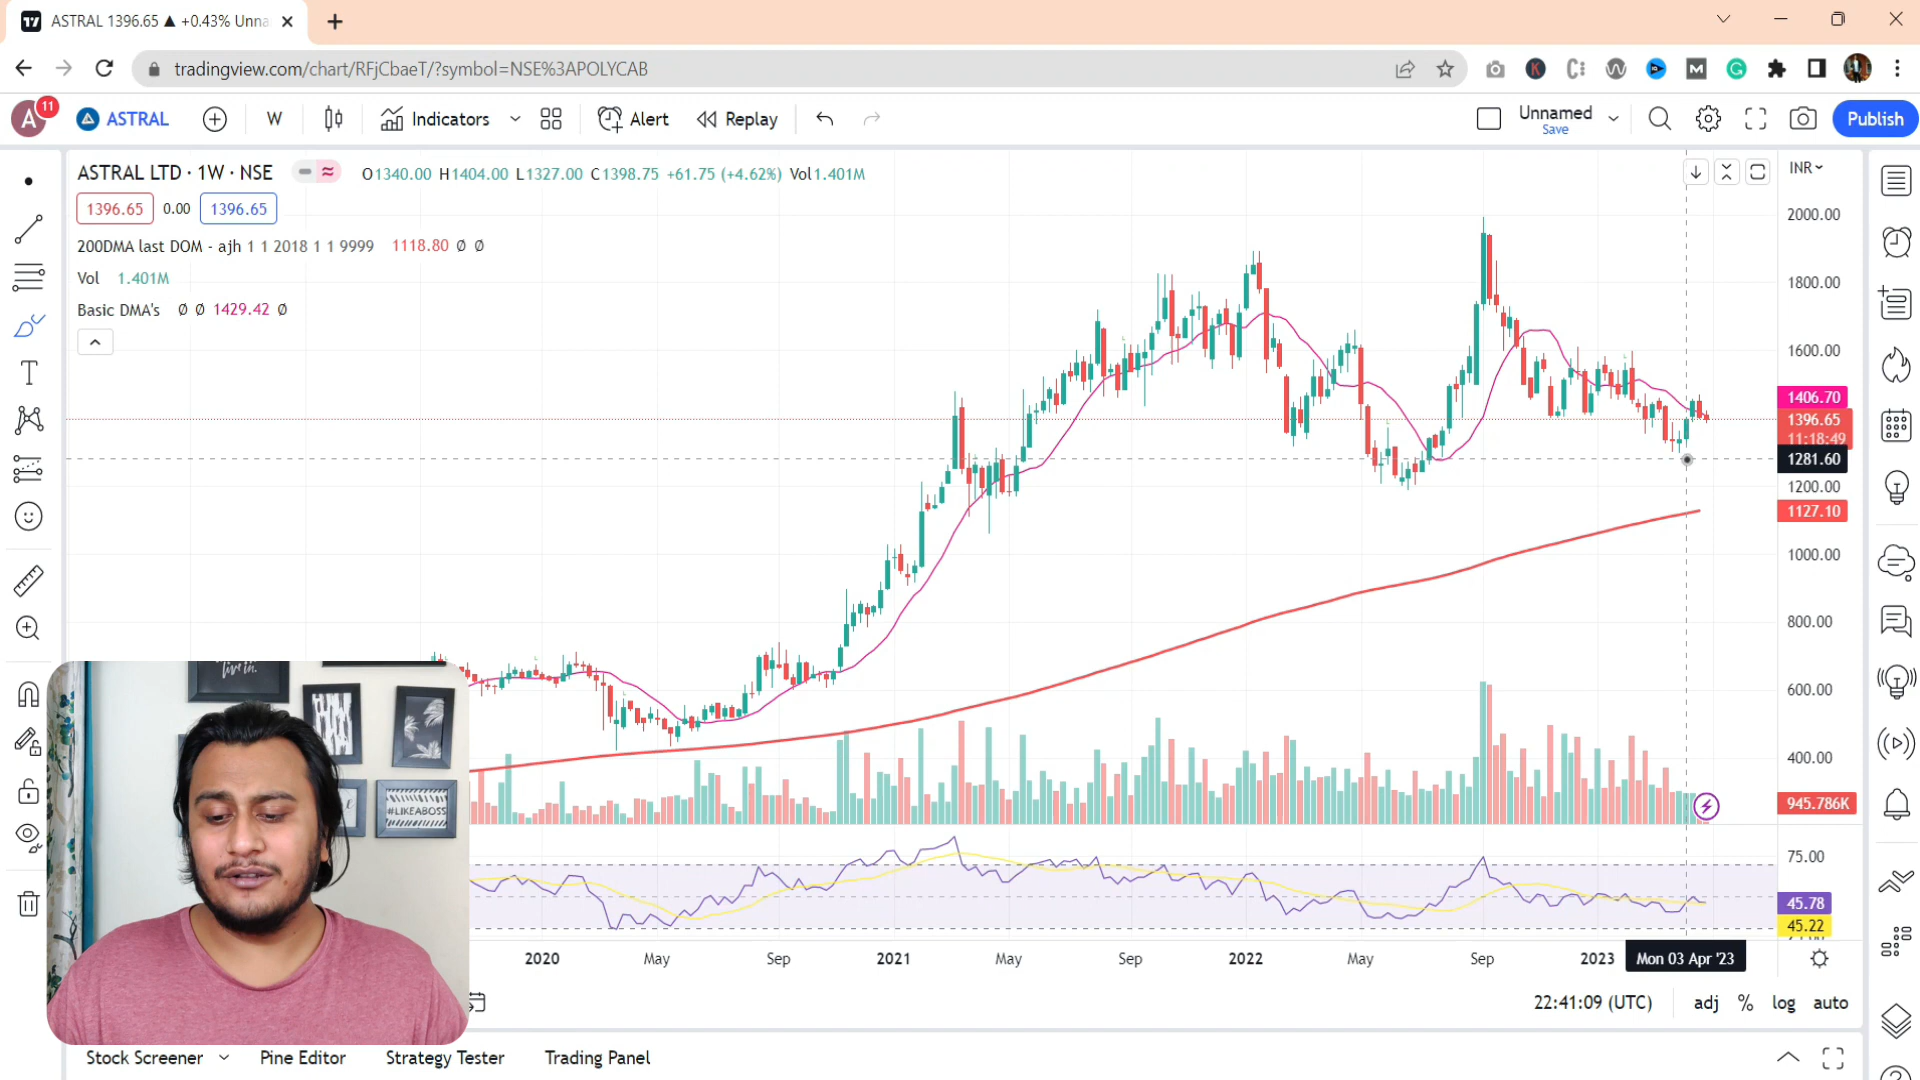 ASTRAL 1396.65 ▲ +0.43% Unna
tradingview.com/chart/RFjCbaeT/?symbol=NSE%3APOLYCAB
A 11 ASTRAL W Indicators Alert Replay Unnamed Save Publish
ASTRAL LTD · 1W · NSE O1340.00 H1404.00 L1327.00 C1398.75 +61.75 (+4.62%) Vol1.401M INR
1396.65 0.00 1396.65
200DMA last DOM - ajh 1 1 2018 1 1 9999 1118.80 Ø Ø
Vol 1.401M
Basic DMA's Ø Ø 1429.42 Ø
2000.00
1800.00
1600.00
1406.70
1396.65
11:18:49
1281.60
1200.00
1127.10
1000.00
800.00
600.00
400.00
945.786K
75.00
45.78
45.22
live in.
#LIKEABOSS
2020 May Sep 2021 May Sep 2022 May Sep 2023 Mon 03 Apr '23
22:41:09 (UTC) adj % log auto
Stock Screener Pine Editor Strategy Tester Trading Panel